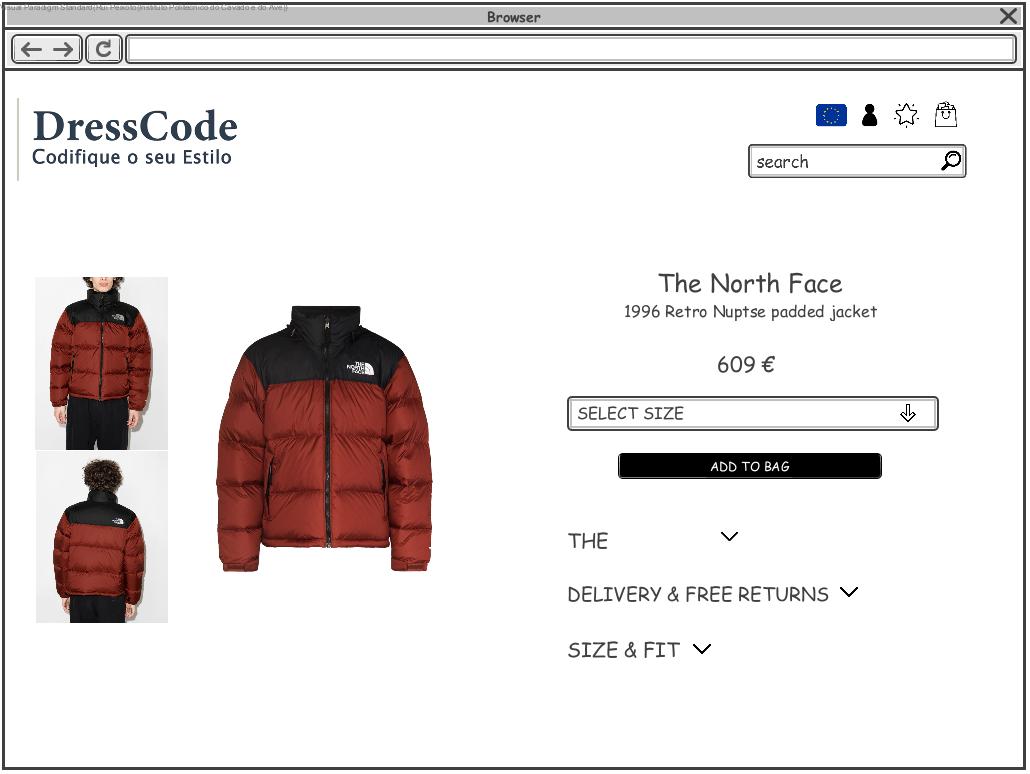 Visual Paradigm Standard(Rui Peixoto(Instituto Politécnico do Cávado e do Ave))
Browser
DressCode
Codifique o seu Estilo
search
The North Face
1996 Retro Nuptse padded jacket
609 €
SELECT SIZE
ADD TO BAG
THE
DELIVERY & FREE RETURNS
SIZE & FIT
THE
NORTH
FACE